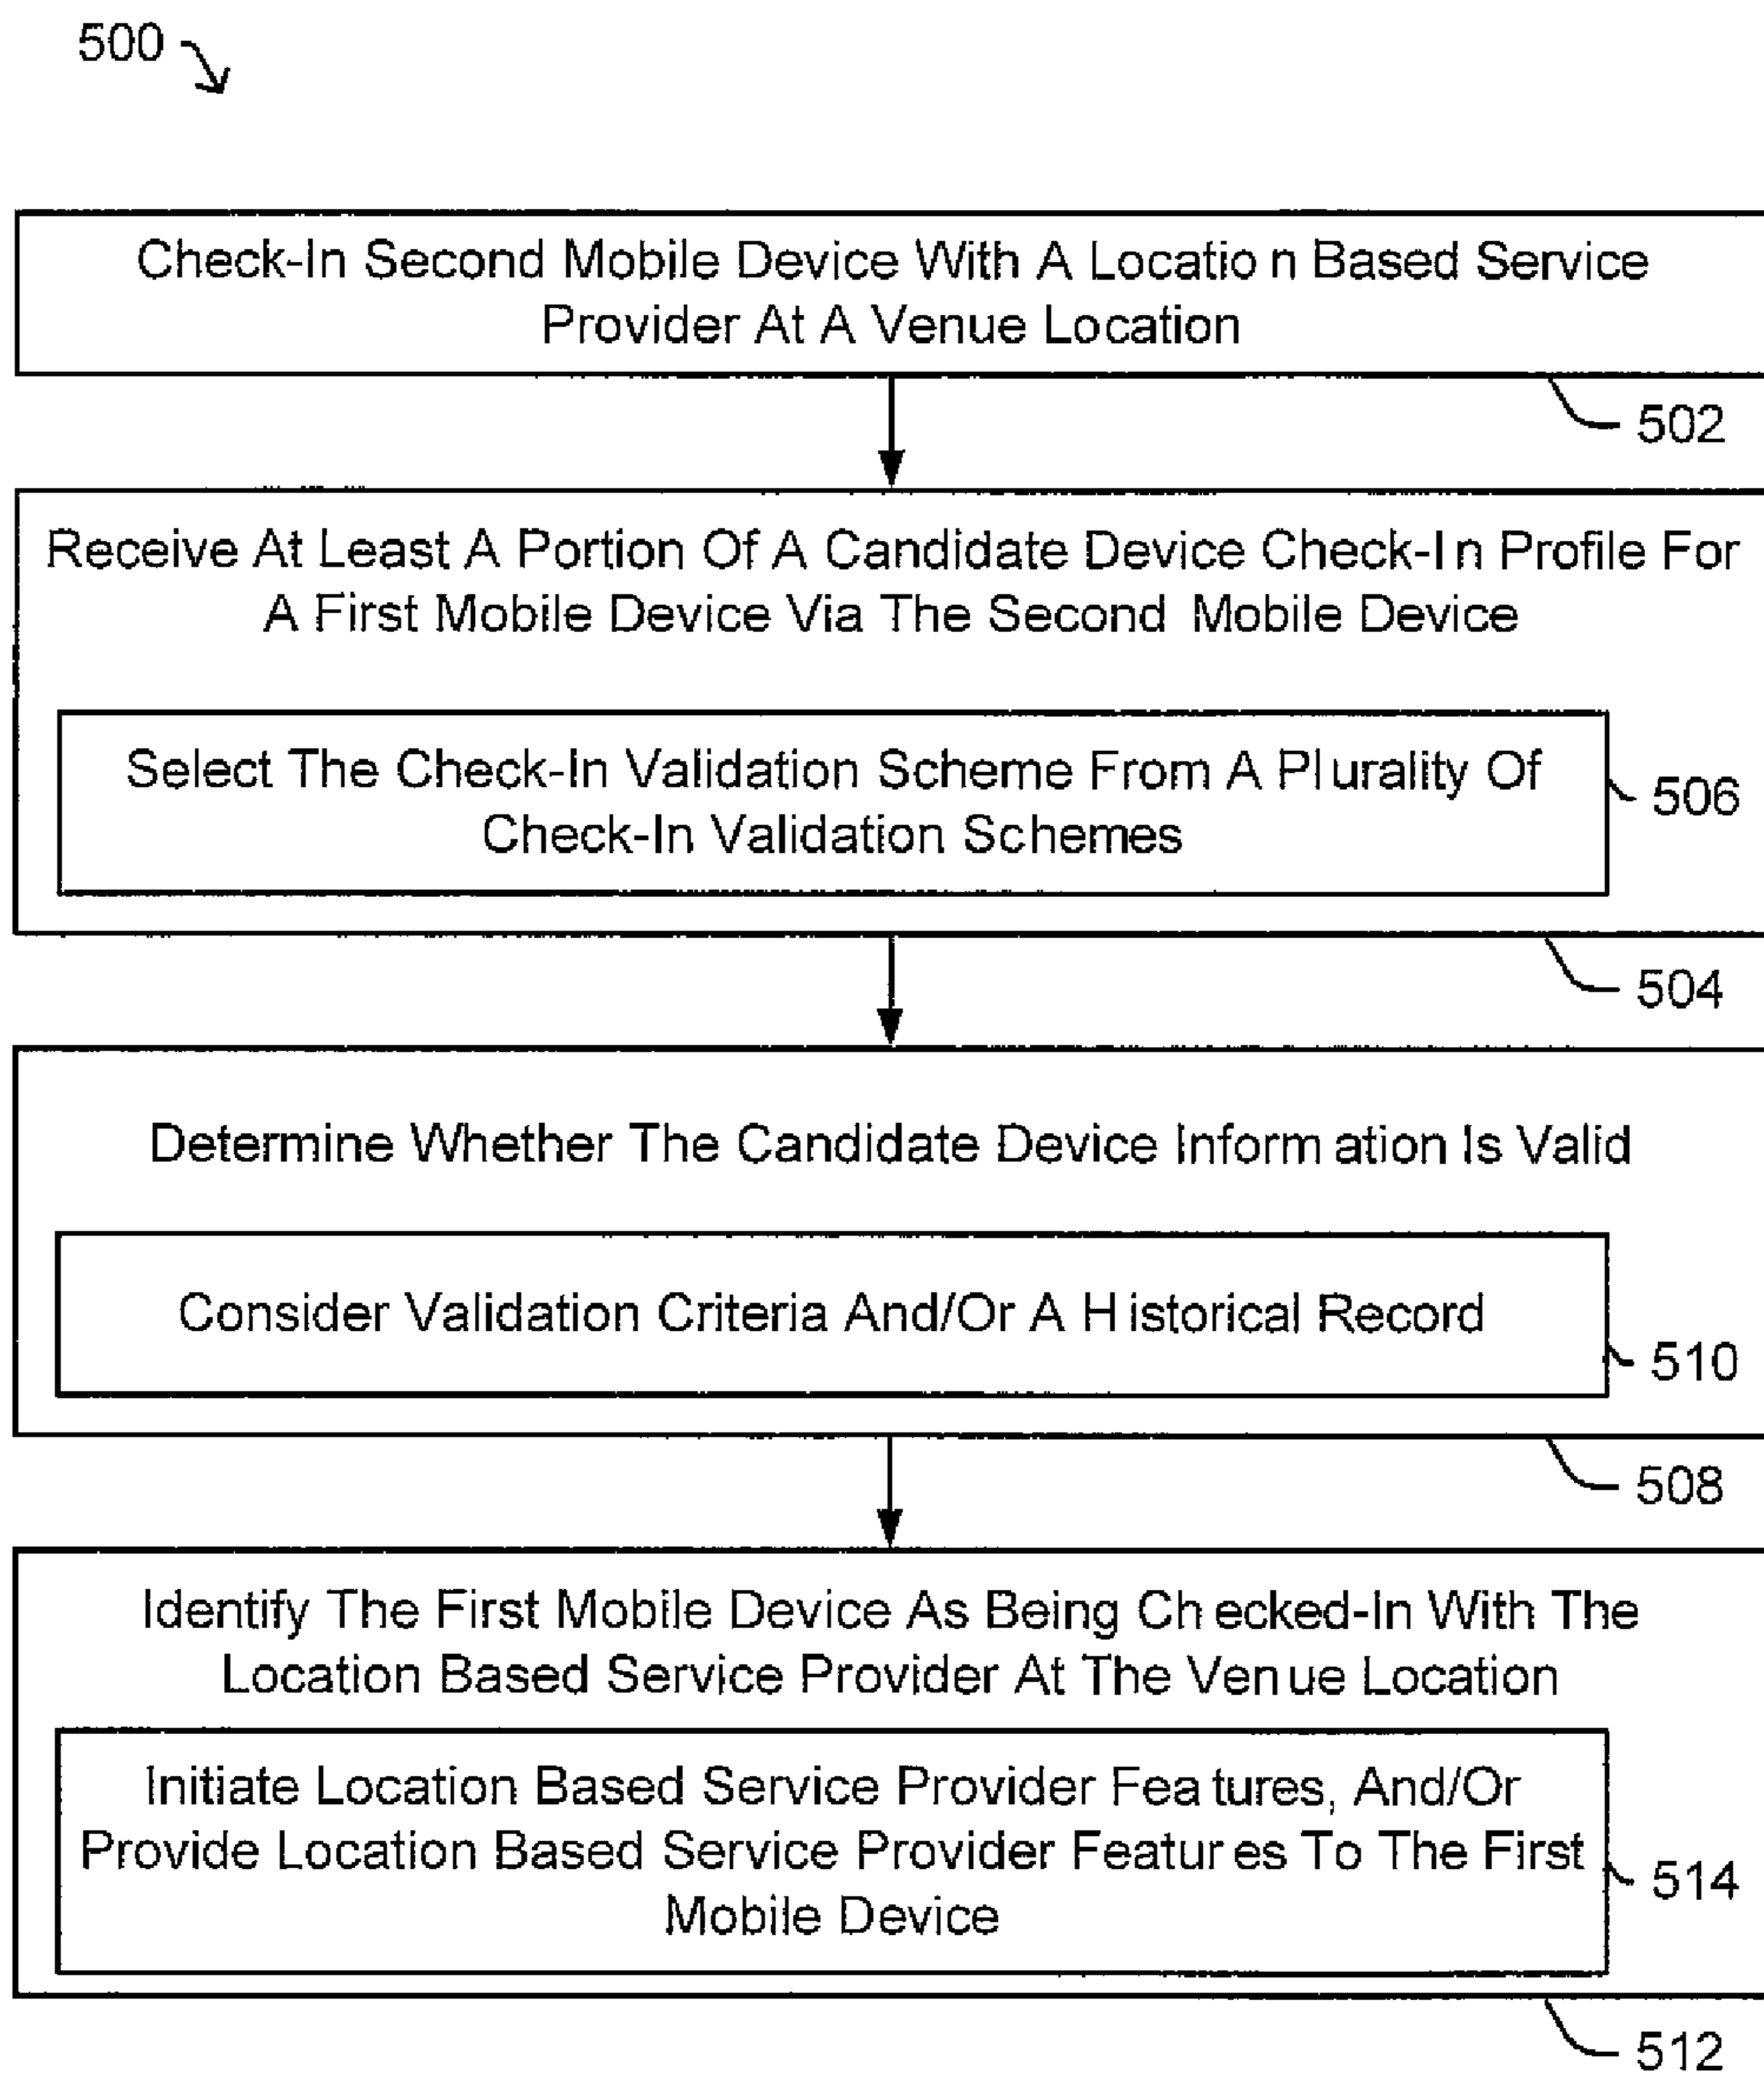 500
Check-In Second Mobile Device With A Location Based Service
Provider At A Venue Location
502
Receive At Least A Portion Of A Candidate Device Check-In Profile For
A First Mobile Device Via The Second Mobile Device
Select The Check-In Validation Scheme From A Plurality Of
Check-In Validation Schemes
506
504
Determine Whether The Candidate Device Information Is Valid
Consider Validation Criteria And/Or A Historical Record
510
508
Identify The First Mobile Device As Being Checked-In With The
Location Based Service Provider At The Venue Location
Initiate Location Based Service Provider Features, And/Or
Provide Location Based Service Provider Features To The First
Mobile Device
514
512